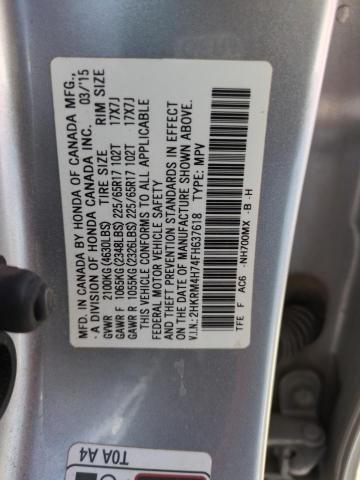 MFD. IN CANADA BY HONDA OF CANADA MFG.,
A DIVISION OF HONDA CANADA INC. 03/'15
TIRE SIZE RIM SIZE
GVWR 2100KG(4630LBS)
GAWR F 1065KG(2348LBS) 225/65R17 102T 17X7J
GAWR R 1055KG(2326LBS) 225/65R17 102T 17X7J
THIS VEHICLE CONFORMS TO ALL APPLICABLE
FEDERAL MOTOR VEHICLE SAFETY
AND THEFT PREVENTION STANDARDS IN EFFECT
ON THE DATE OF MANUFACTURE SHOWN ABOVE.
V.I.N: 2HKRM4H74FH637618 TYPE: MPV
TFE F AC6 -NH700MX -B -H
T0A A4